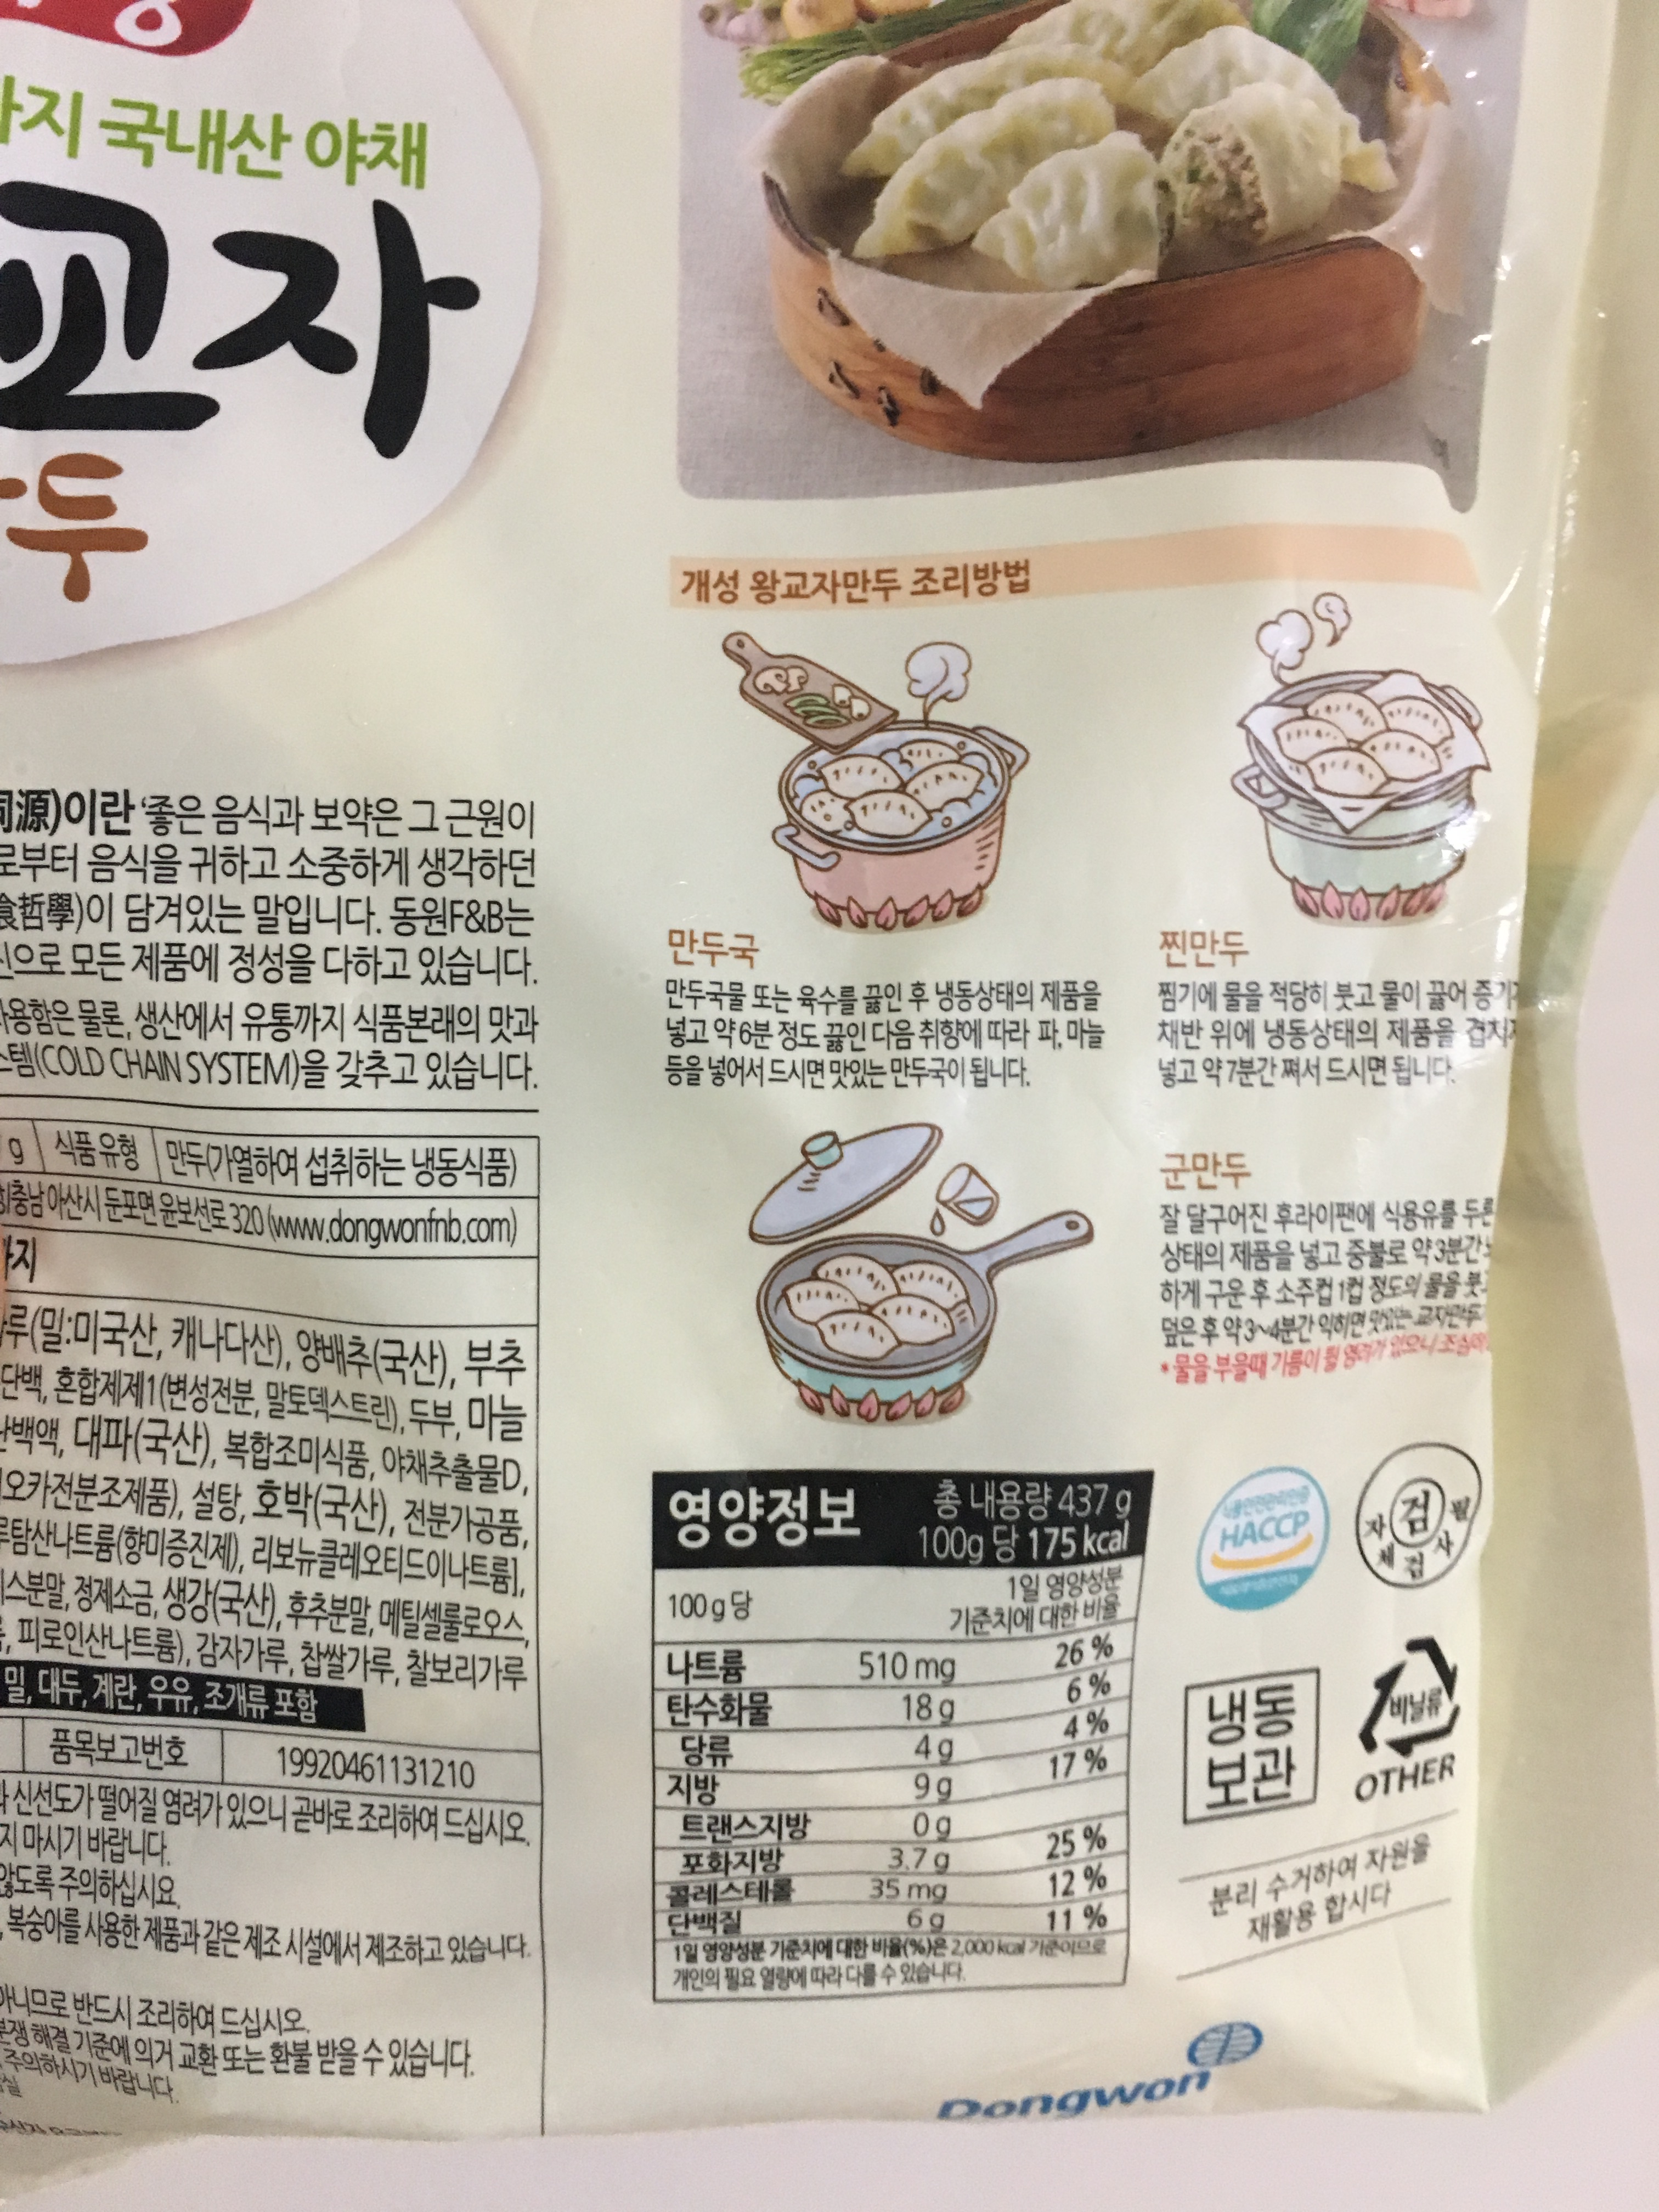 지 국내산 야채
교자
두
源)이란 '좋은 음식과 보약은 그 근원이
로부터 음식을 귀하고 소중하게 생각하던
食哲學)이 담겨있는 말입니다. 동원F&B는
신으로 모든 제품에 정성을 다하고 있습니다.
사용함은 물론, 생산에서 유통까지 식품본래의 맛과
스템(COLD CHAIN SYSTEM)을 갖추고 있습니다.
g 식품유형 만두(가열하여 섭취하는 냉동식품)
충남 아산시 둔포면 윤보선로 320 (www.dongwonfnb.com)
까지
루(밀:미국산, 캐나다산), 양배추(국산), 부추
단백, 혼합제제1(변성전분, 말토덱스트린), 두부, 마늘
단백액, 대파(국산), 복합조미식품, 야채추출물D,
오카전분조제품), 설탕, 호박(국산), 전분가공품,
루탐산나트륨(향미증진제), 리보뉴클레오티드이나트륨],
스분말, 정제소금, 생강(국산), 후추분말, 메틸셀룰로오스,
피로인산나트륨), 감자가루, 찹쌀가루, 찰보리가루
밀, 대두, 계란, 우유, 조개류 포함
품목보고번호 19920461131210
신선도가 떨어질 염려가 있으니 곧바로 조리하여 드십시오.
지 마시기 바랍니다.
않도록 주의하십시요.
복숭아를 사용한 제품과 같은 제조 시설에서 제조하고 있습니다.
아니므로 반드시 조리하여 드십시오.
분쟁 해결 기준에 의거 교환 또는 환불 받을 수 있습니다.
주의하시기 바랍니다.
개성 왕교자만두 조리방법
만두국
만두국물 또는 육수를 끓인 후 냉동상태의 제품을
넣고 약 6분 정도 끓인 다음 취향에 따라 파, 마늘
등을 넣어서 드시면 맛있는 만두국이 됩니다.
찐만두
찜기에 물을 적당히 붓고 물이 끓어 증기
채반 위에 냉동상태의 제품을 겹치지
넣고 약 7분간 쪄서 드시면 됩니다.
군만두
잘 달구어진 후라이팬에 식용유를 두른
상태의 제품을 넣고 중불로 약 3분간
하게 구운 후 소주컵 1컵 정도의 물을 붓고
덮은 후 약 3~4분간 익히면 맛있는 교자만두
*물을 부을때 기름이 튈 염려가 있으니 조심하
영양정보 총 내용량 437 g
100g 당 175 kcal
100g당 1일 영양성분
기준치에 대한 비율
나트륨 510 mg 26 %
탄수화물 18 g 6 %
당류 4 g 4 %
지방 9 g 17 %
트랜스지방 0 g
포화지방 3.7 g 25 %
콜레스테롤 35 mg 12 %
단백질 6 g 11 %
1일 영양성분 기준치에 대한 비율(%)은 2,000 kcal 기준이므로
개인의 필요 열량에 따라 다를 수 있습니다.
식품안전관리인증
HACCP
검
자체검사필
냉동
보관
비닐류
OTHER
분리 수거하여 자원을
재활용 합시다
Dongwon